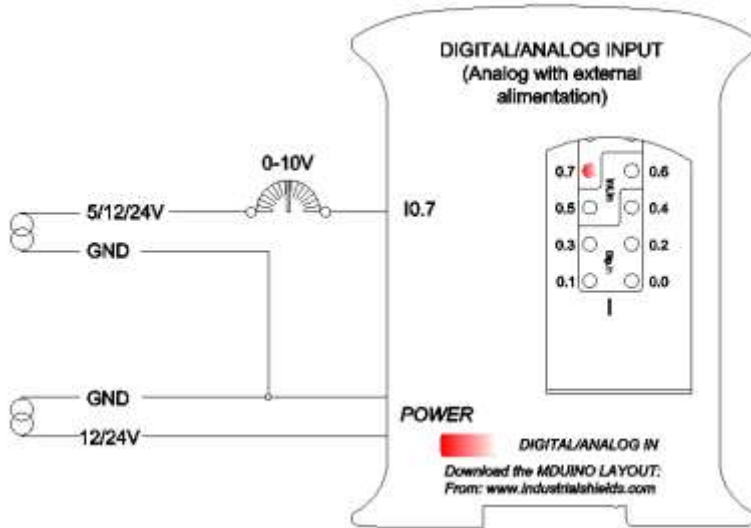 DIGITAL/ANALOG INPUT
(Analog with external
alimentation)
0-10V
5/12/24V
I0.7
GND
0.7 0.6
0.5 0.4
0.3 0.2
0.1 0.0
I
GND
POWER
12/24V
DIGITAL/ANALOG IN
Download the MDUINO LAYOUT:
From: www.industrialshields.com